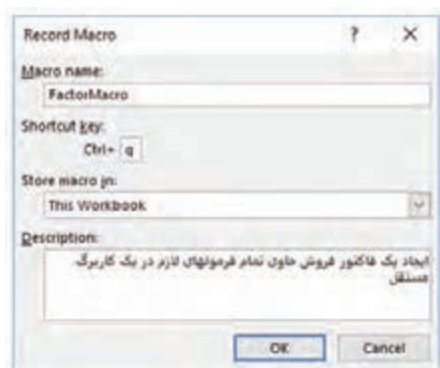 Record Macro ? ×
Macro name:
FactorMacro
Shortcut key:
Ctrl+ q
Store macro in:
This Workbook
Description:
ایجاد یک فاکتور فروش حاوی تمام فرمولهای لازم در یک کاربرگ
مستقل
OK Cancel